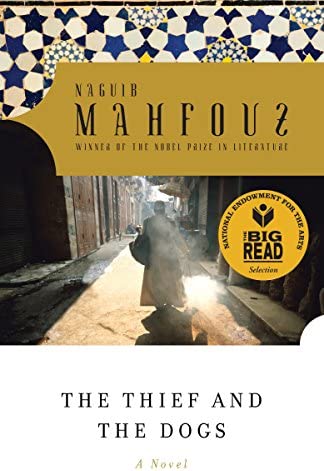 NAGUIB
MAHFOUZ
WINNER OF THE NOBEL PRIZE IN LITERATURE
NATIONAL ENDOWMENT FOR THE ARTS
THE
BIG
READ
Selection
THE THIEF AND
THE DOGS
A Novel